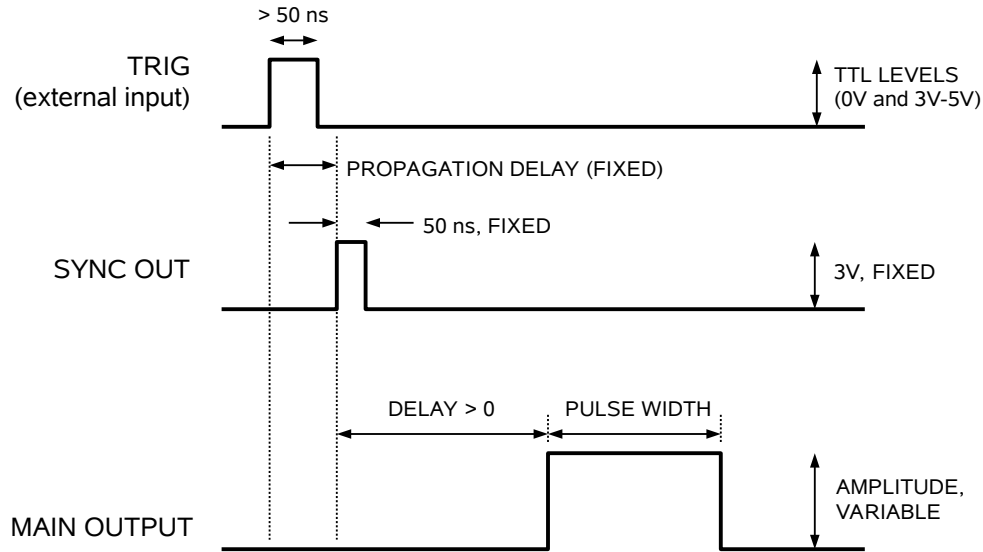 > 50 ns
TRIG
(external input)
TTL LEVELS
(0V and 3V-5V)
PROPAGATION DELAY (FIXED)
50 ns, FIXED
SYNC OUT
3V, FIXED
DELAY > 0
PULSE WIDTH
MAIN OUTPUT
AMPLITUDE,
VARIABLE